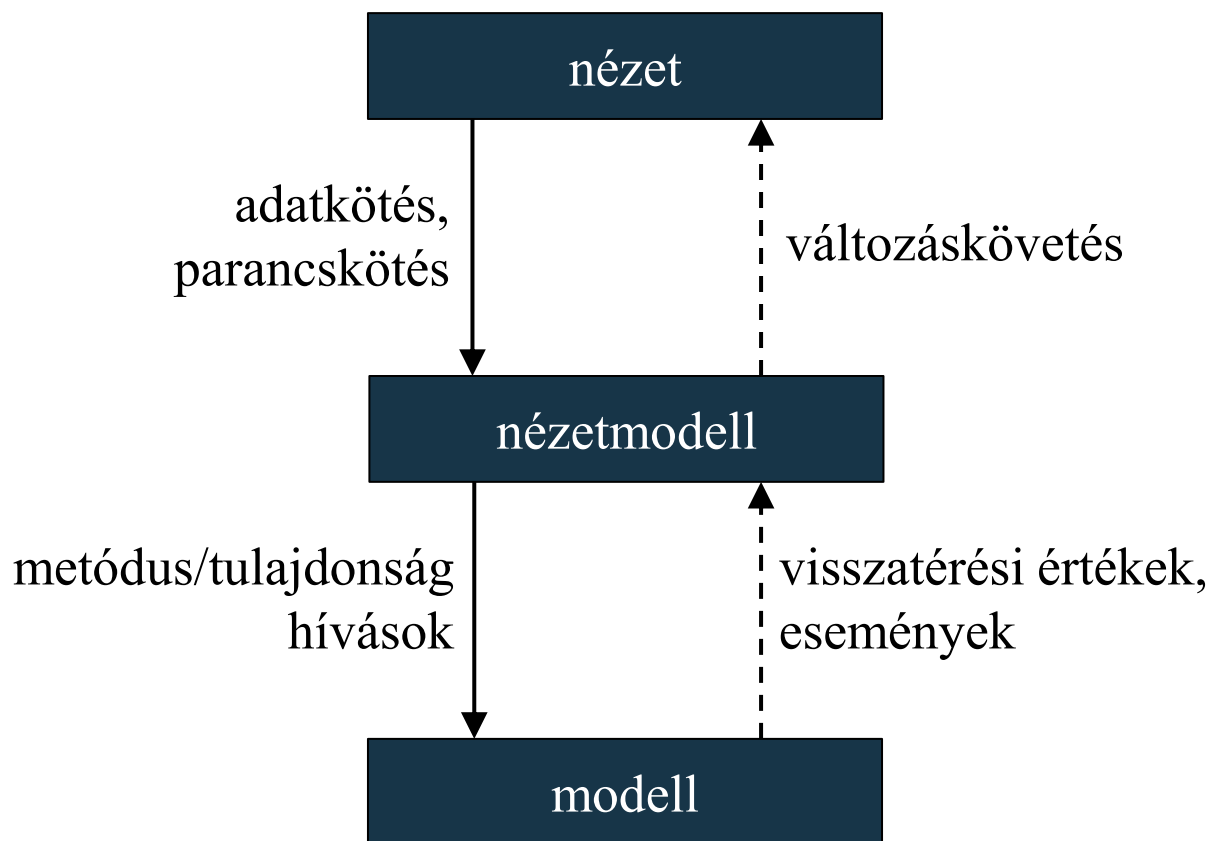 nézet
adatkötés,
parancskötés
változáskövetés
nézetmodell
metódus/tulajdonság
hívások
visszatérési értékek,
események
modell